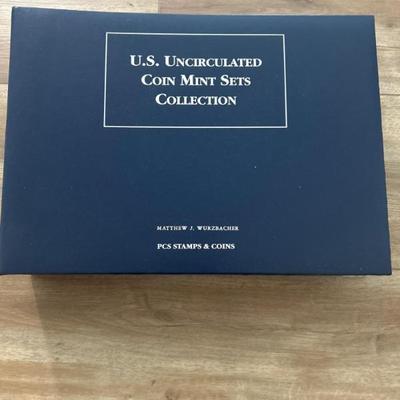 U.S. Uncirculated
Coin Mint Sets
Collection
Matthew J. Wurzbacher
PCS Stamps & Coins